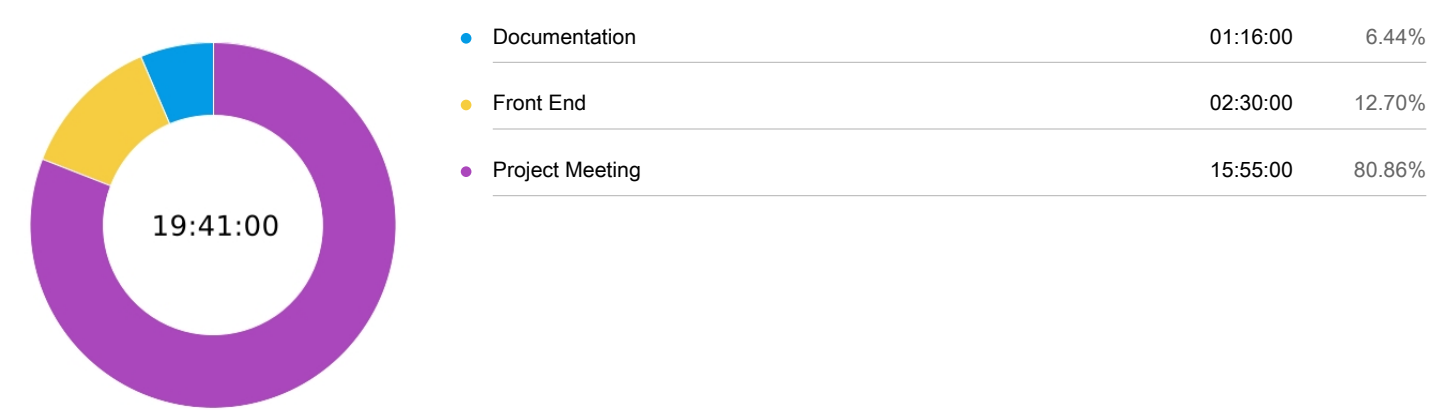 Documentation 01:16:00 6.44%
Front End 02:30:00 12.70%
Project Meeting 15:55:00 80.86%
19:41:00